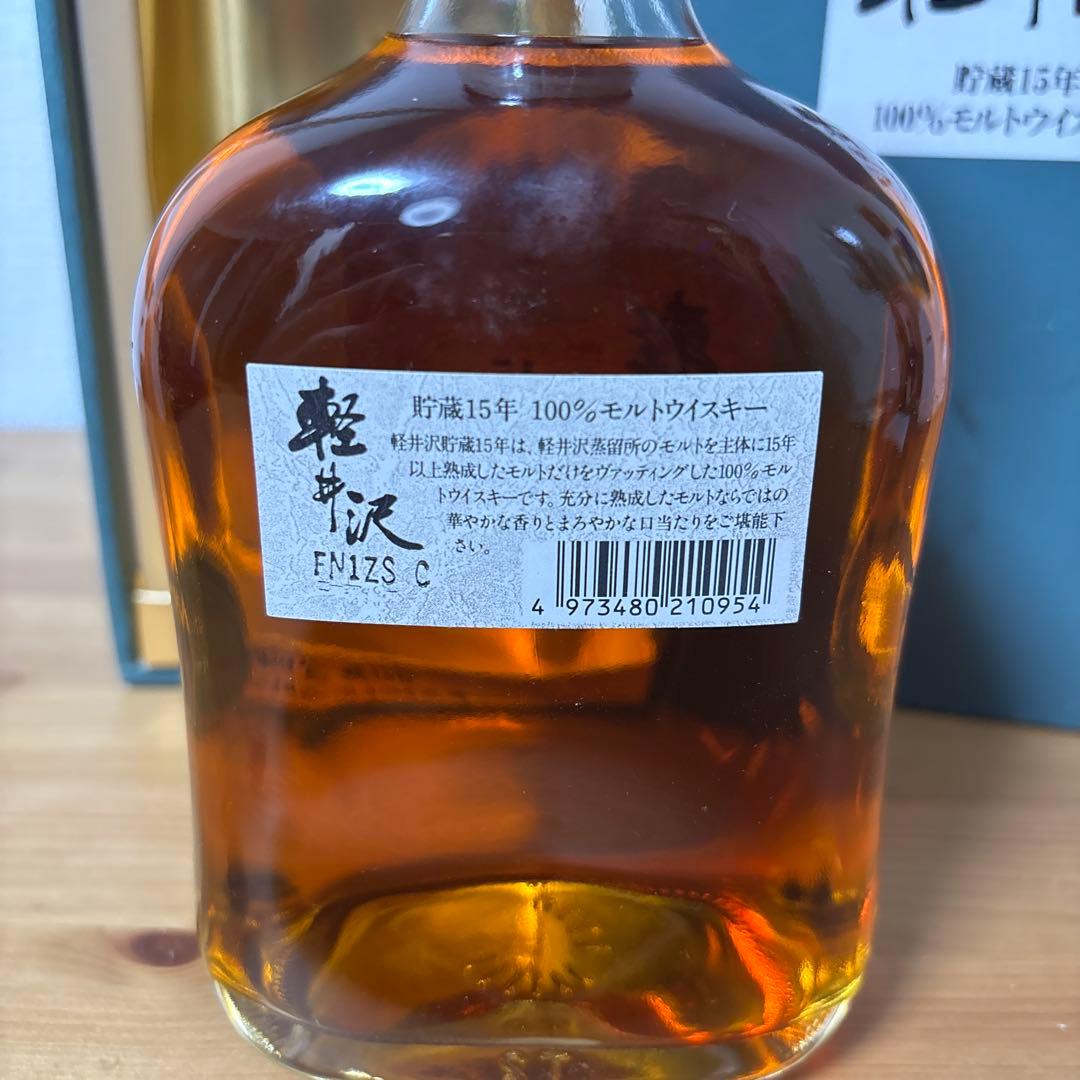 貯蔵15年
100%モルトウイス
軽井沢
貯蔵15年 100%モルトウイスキー
軽井沢貯蔵15年は、軽井沢蒸留所のモルトを主体に15年
以上熟成したモルトだけをヴァッティングした100%モル
トウイスキーです。充分に熟成したモルトならではの
華やかな香りとまろやかな口当たりをご堪能下
さい。
FN1ZS C
4 973480 210954